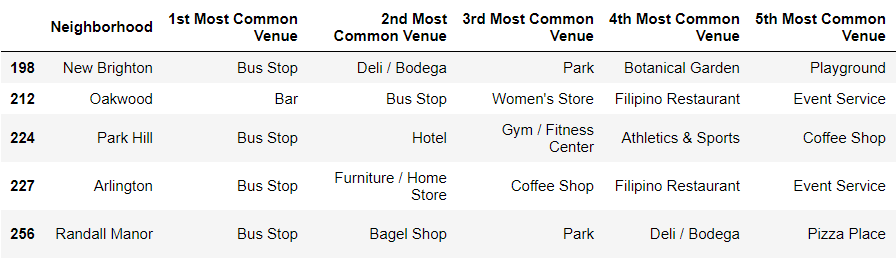 Neighborhood 1st Most Common Venue 2nd Most Common Venue 3rd Most Common Venue 4th Most Common Venue 5th Most Common Venue
198 New Brighton Bus Stop Deli / Bodega Park Botanical Garden Playground
212 Oakwood Bar Bus Stop Women's Store Filipino Restaurant Event Service
224 Park Hill Bus Stop Hotel Gym / Fitness Center Athletics & Sports Coffee Shop
227 Arlington Bus Stop Furniture / Home Store Coffee Shop Filipino Restaurant Event Service
256 Randall Manor Bus Stop Bagel Shop Park Deli / Bodega Pizza Place